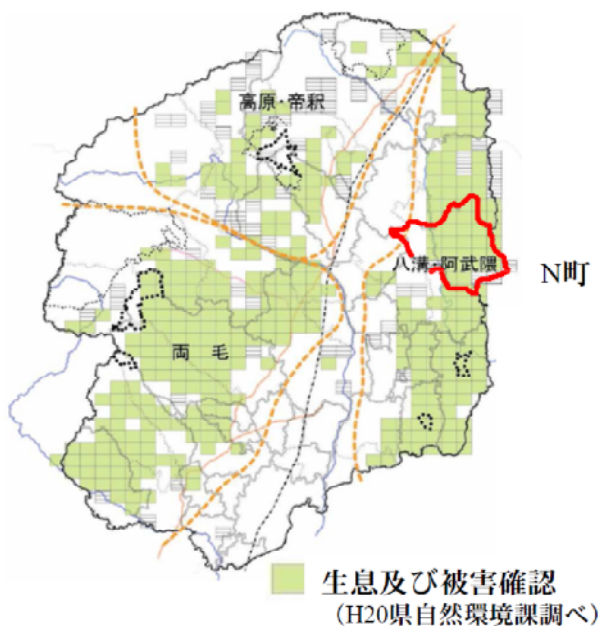 高原・帝釈
八溝・阿武隈
N町
両毛
生息及び被害確認
(H20県自然環境課調べ)